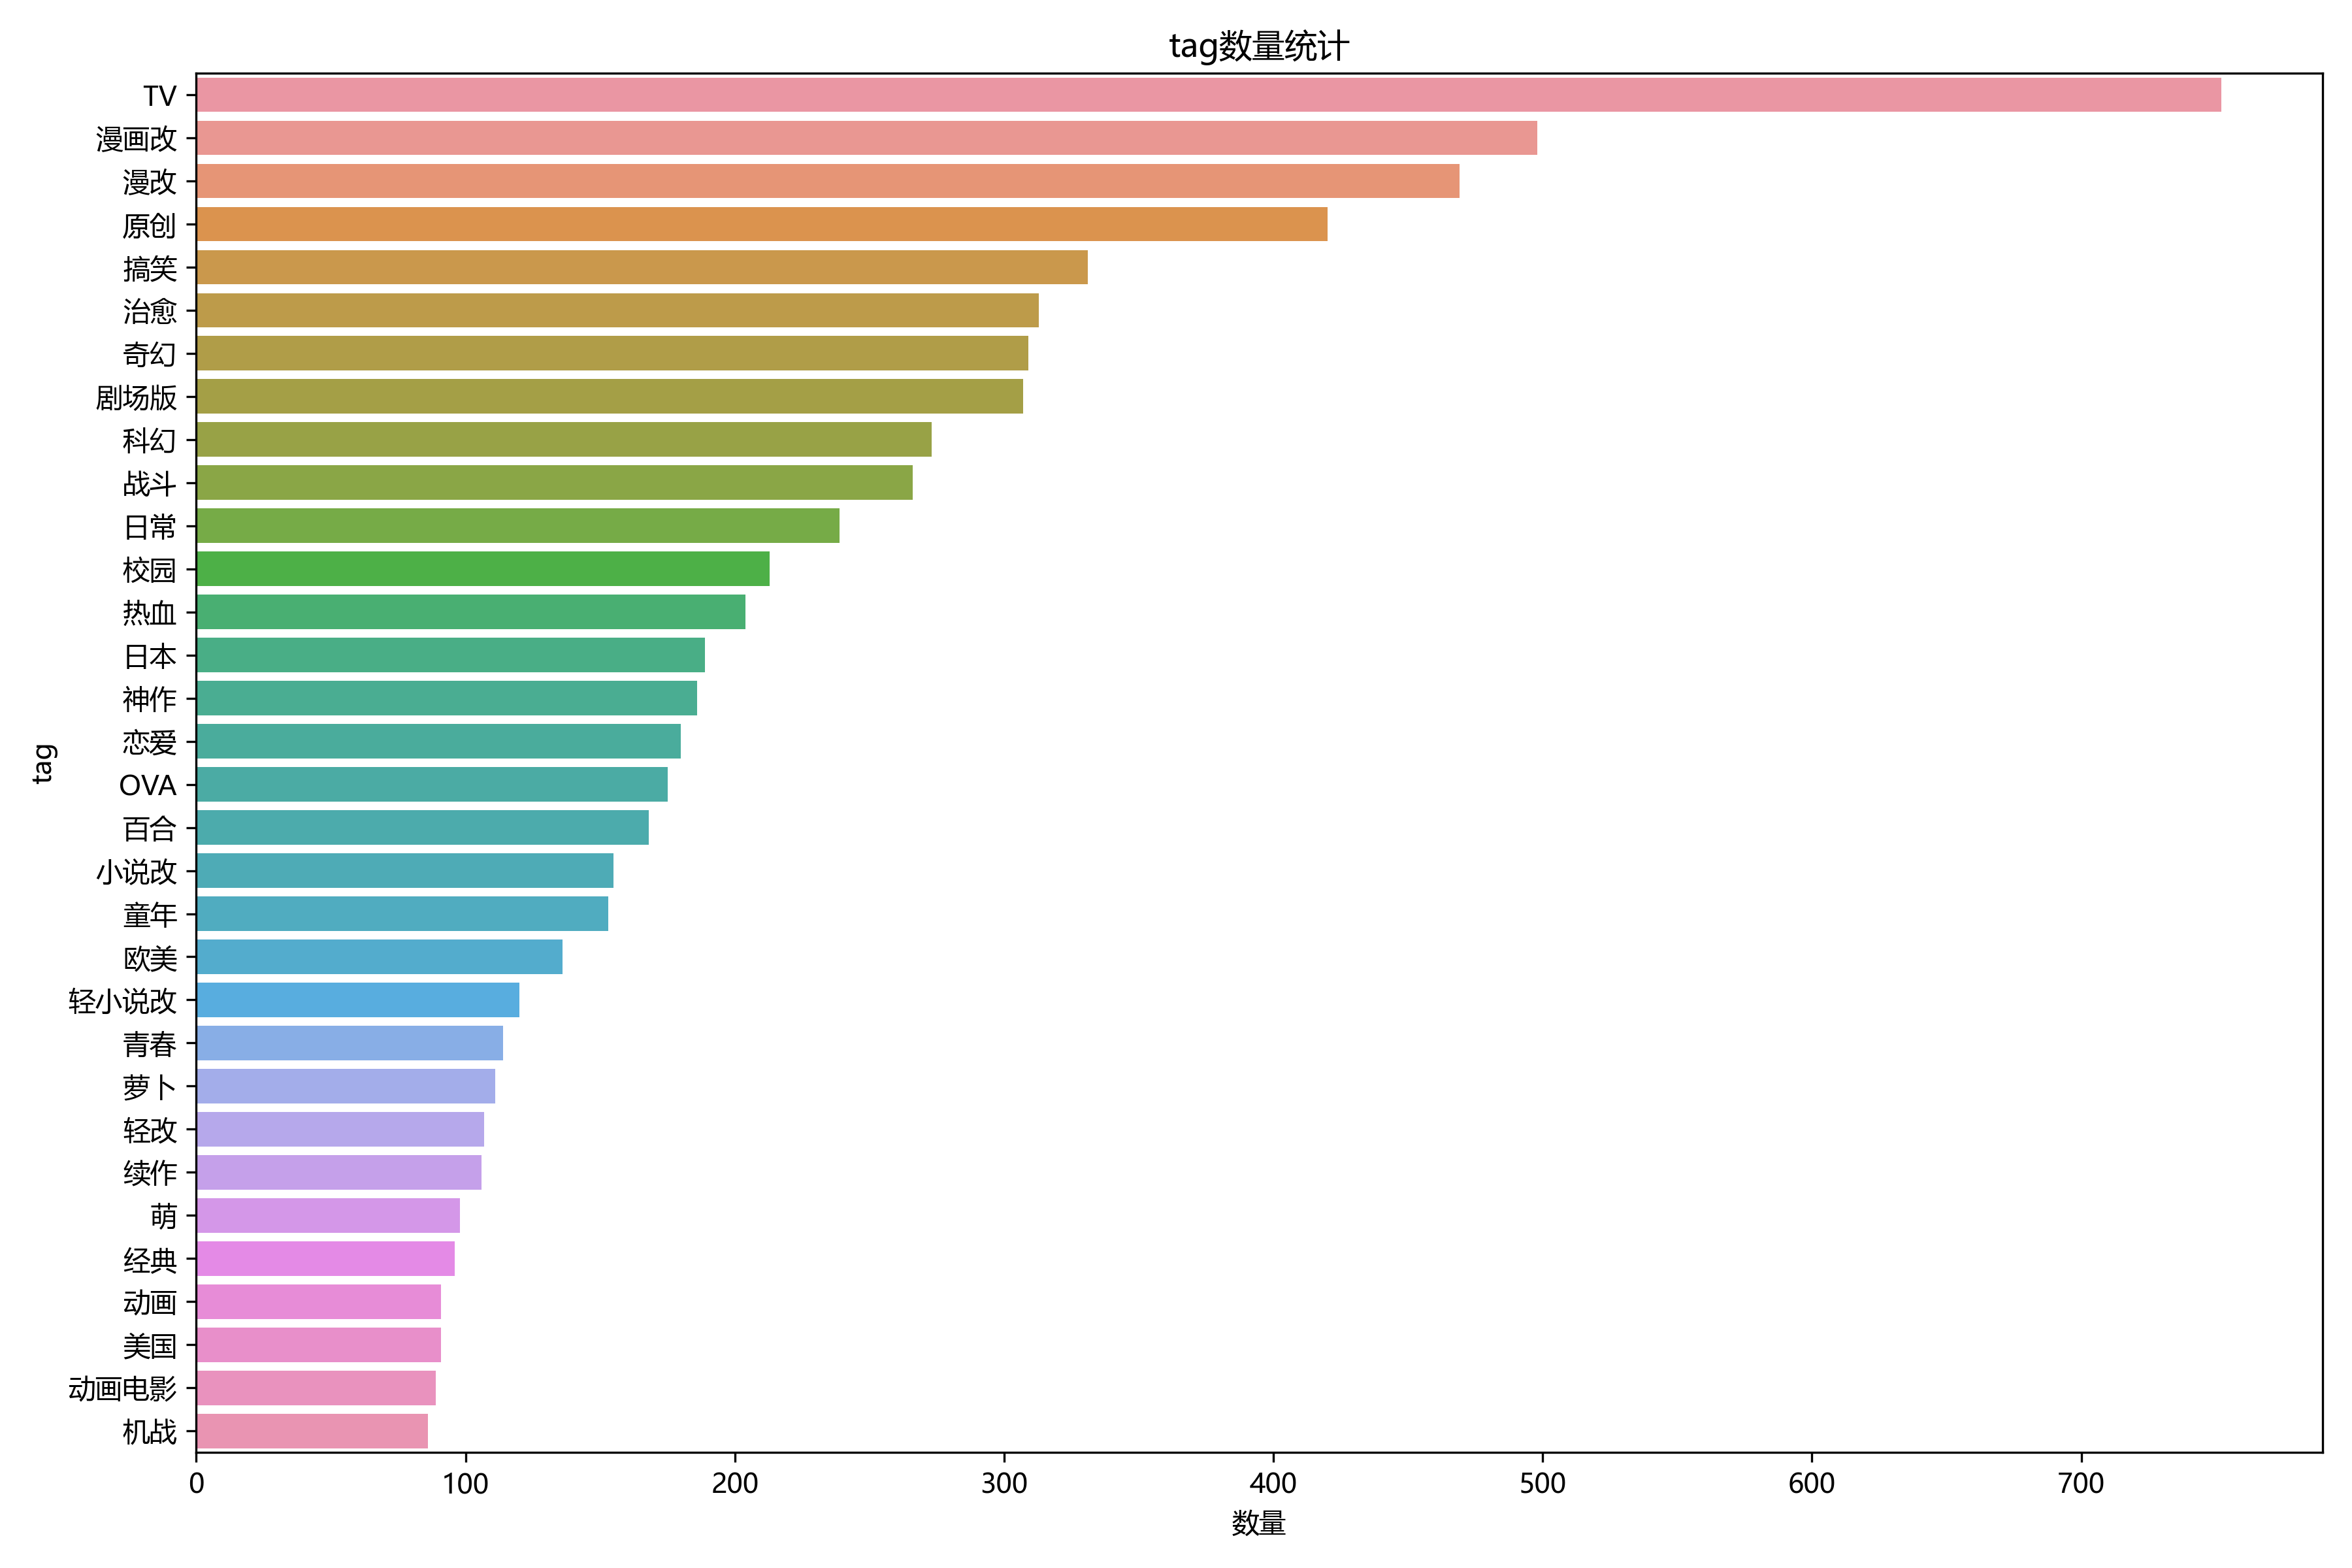 tag数量统计
TV
漫画改
漫改
原创
搞笑
治愈
奇幻
剧场版
科幻
战斗
日常
校园
热血
日本
神作
恋爱
OVA
百合
小说改
童年
欧美
轻小说改
青春
萝卜
轻改
续作
萌
经典
动画
美国
动画电影
机战
tag
0 100 200 300 400 500 600 700
数量